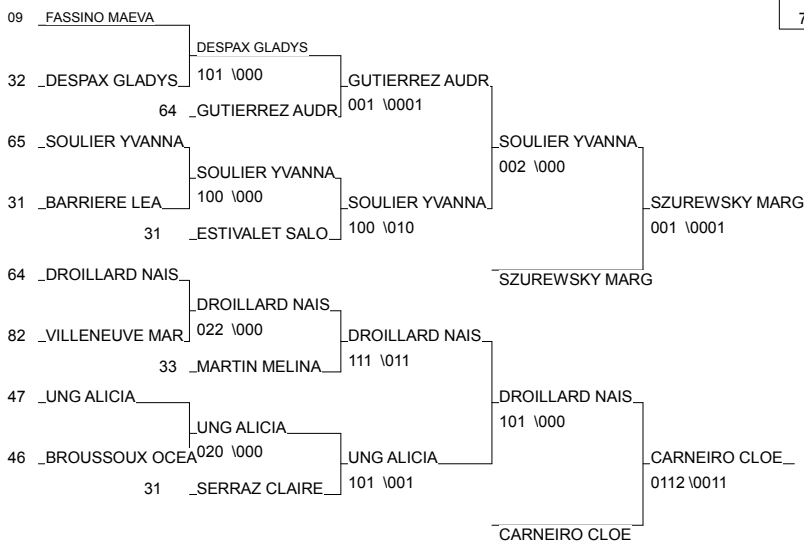 7
09 FASSINO MAEVA
DESPAX GLADYS
32 DESPAX GLADYS 101 \000 GUTIERREZ AUDR
64 GUTIERREZ AUDR 001 \0001
65 SOULIER YVANNA SOULIER YVANNA
002 \000
SOULIER YVANNA
31 BARRIERE LEA 100 \000 SOULIER YVANNA SZUREWSKY MARG
31 ESTIVALET SALO 100 \010 001 \0001
64 DROILLARD NAIS SZUREWSKY MARG
DROILLARD NAIS
82 VILLENEUVE MAR 022 \000 DROILLARD NAIS
33 MARTIN MELINA 111 \011
47 UNG ALICIA DROILLARD NAIS
101 \000
UNG ALICIA
46 BROUSSOUX OCEA 020 \000 UNG ALICIA CARNEIRO CLOE
31 SERRAZ CLAIRE 101 \001 0112 \0011
CARNEIRO CLOE